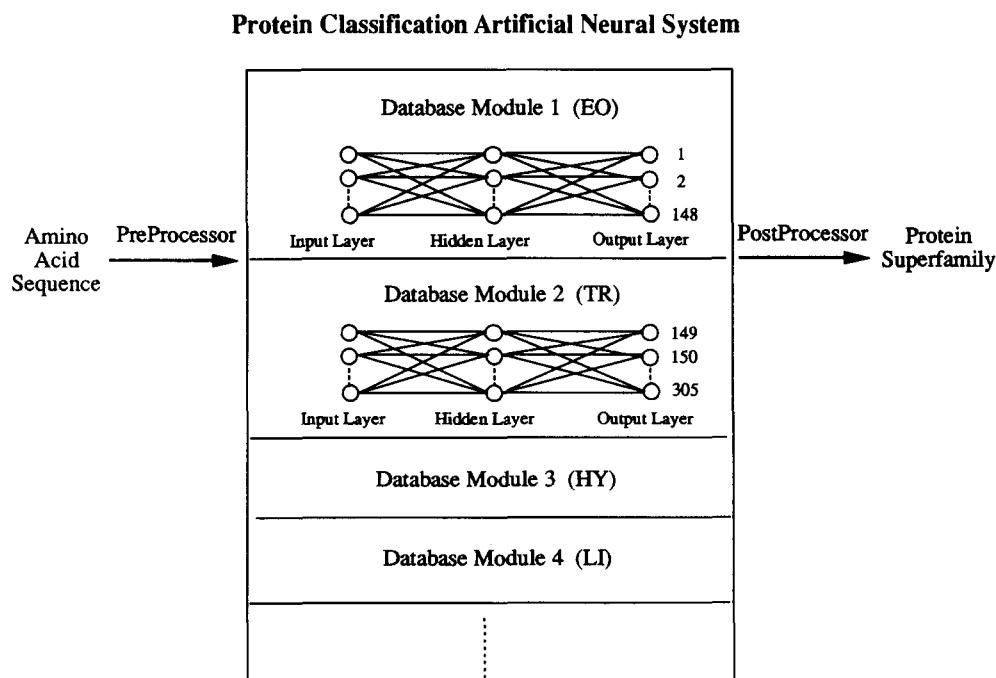 Protein Classification Artificial Neural System
Database Module 1 (EO)
1
2
148
Input Layer Hidden Layer Output Layer
Amino
Acid
Sequence
PreProcessor
PostProcessor
Protein
Superfamily
Database Module 2 (TR)
149
150
305
Input Layer Hidden Layer Output Layer
Database Module 3 (HY)
Database Module 4 (LI)